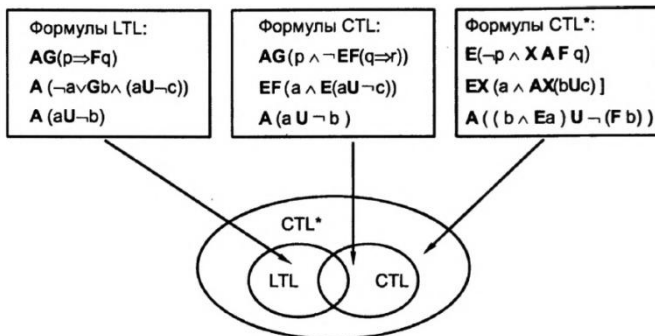 Формулы LTL:
AG(p⇒Fq)
A (¬a∨Gb∧ (aU¬c))
A (aU¬b)
Формулы CTL:
AG(p ∧ ¬EF(q⇒r))
EF (a ∧ E(aU¬c))
A (a U ¬ b )
Формулы CTL*:
E(¬p ∧ X A F q)
EX (a ∧ AX(bUc) ]
A ( ( b ∧ Ea ) U ¬ (F b) )
CTL*
LTL
CTL